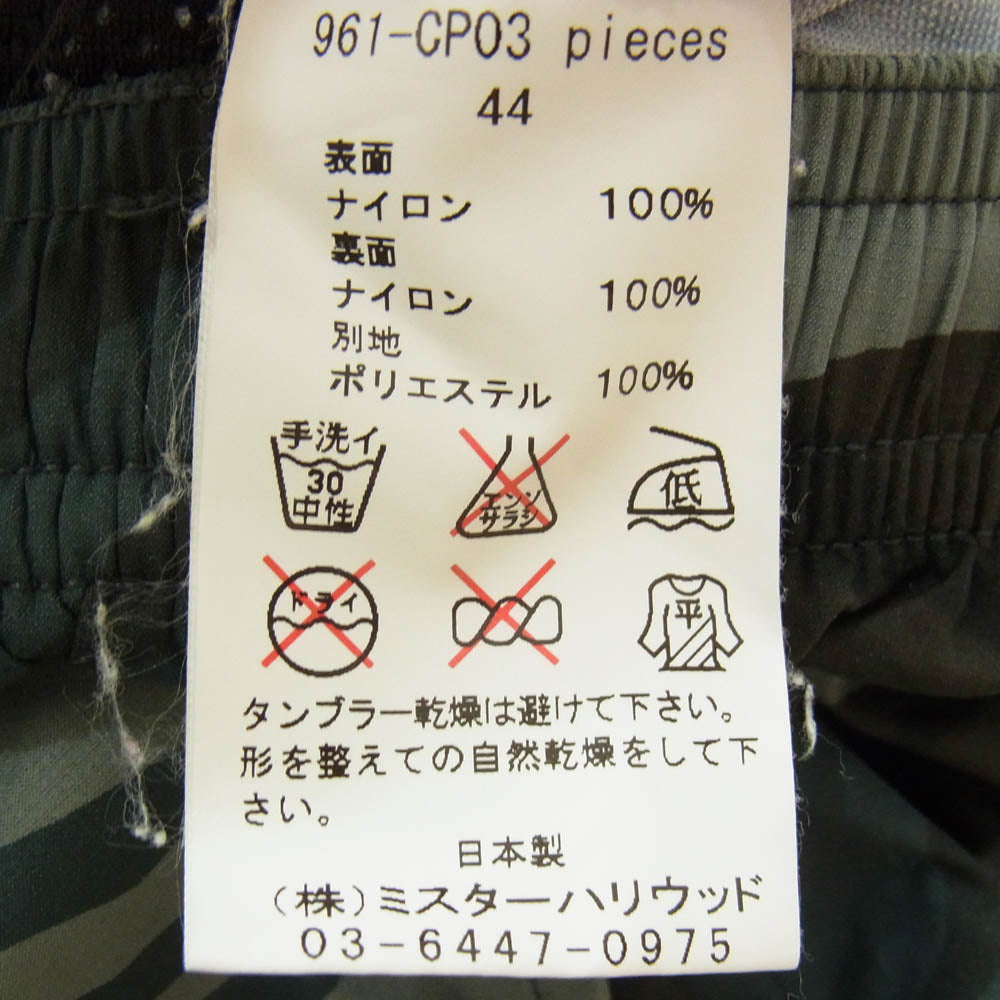 961-CP03 pieces
44
表面
ナイロン 100%
裏面
ナイロン 100%
別地
ポリエステル 100%
手洗イ
30
中性
エンソ
サラシ
低
ドライ
平
タンブラー乾燥は避けて下さい。
形を整えての自然乾燥をして下
さい。
日本製
(株)ミスターハリウッド
03-6447-0975